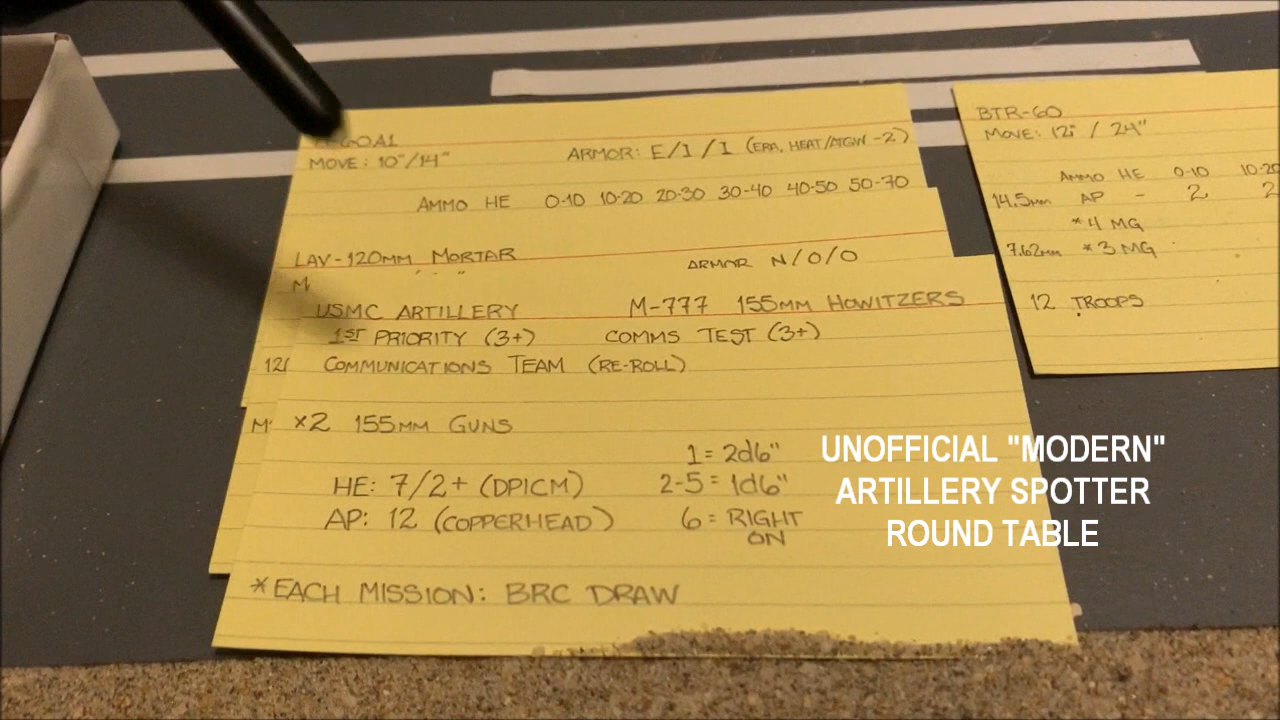 MOVE: 10"/14"
ARMOR: E/1/1 (ERA, HEAT/ATGW -2)
AMMO HE 0-10 10-20 20-30 30-40 40-50 50-70
LAV-120MM MORTAR
ARMOR N/0/0
USMC ARTILLERY M-777 155MM HOWITZERS
1ST PRIORITY (3+) COMMS TEST (3+)
COMMUNICATIONS TEAM (RE-ROLL)
x2 155MM GUNS
1 = 2d6"
HE: 7/2+ (DPICM) 2-5 = 1d6"
AP: 12 (COPPERHEAD) 6 = RIGHT
ON
*EACH MISSION: BRC DRAW
BTR-60
MOVE: 12" / 24"
AMMO HE 0-10 10-20
14.5mm AP - 2 2
*4 MG
7.62mm *3 MG
12 TROOPS
UNOFFICIAL "MODERN"
ARTILLERY SPOTTER
ROUND TABLE